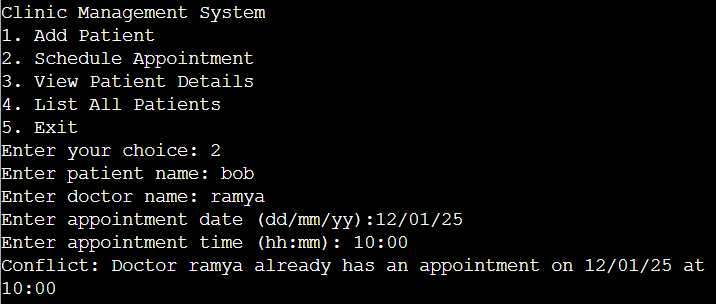 Clinic Management System
1. Add Patient
2. Schedule Appointment
3. View Patient Details
4. List All Patients
5. Exit
Enter your choice: 2
Enter patient name: bob
Enter doctor name: ramya
Enter appointment date (dd/mm/yy):12/01/25
Enter appointment time (hh:mm): 10:00
Conflict: Doctor ramya already has an appointment on 12/01/25 at
10:00